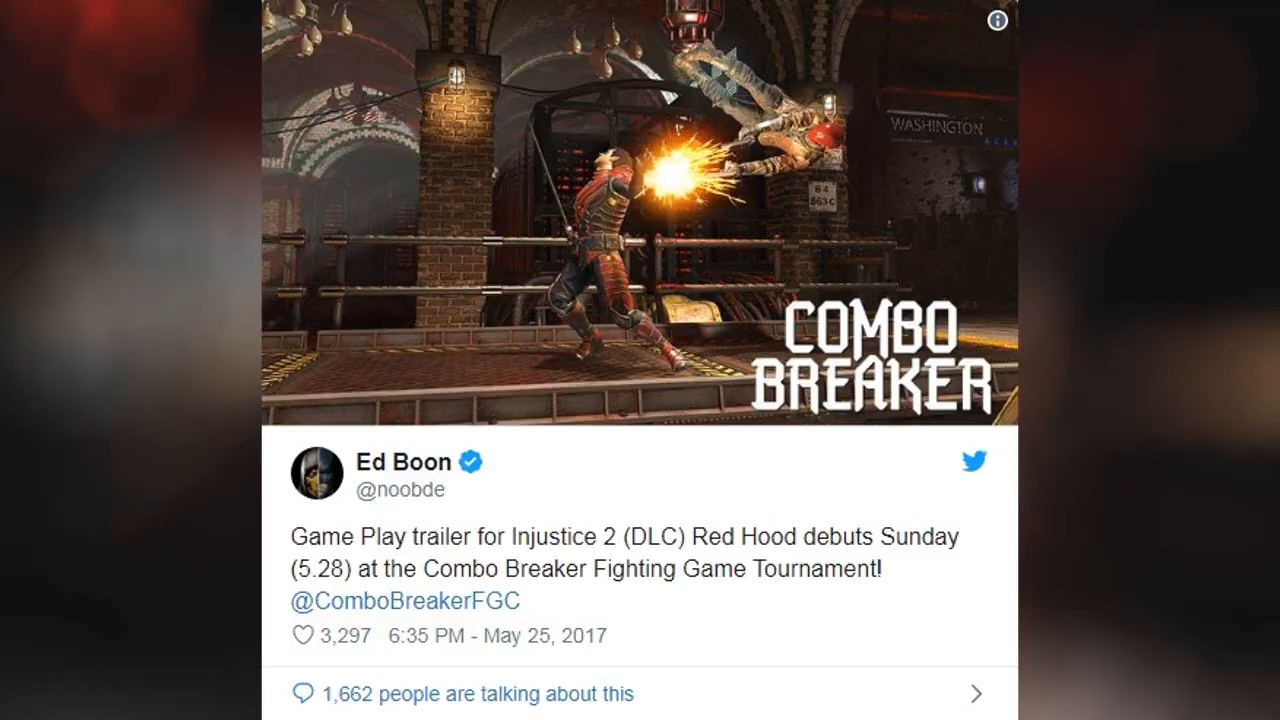 WASHINGTON
B4
563-C
COMBO
BREAKER
Ed Boon
@noobde
Game Play trailer for Injustice 2 (DLC) Red Hood debuts Sunday
(5.28) at the Combo Breaker Fighting Game Tournament!
@ComboBreakerFGC
3,297 6:35 PM - May 25, 2017
1,662 people are talking about this